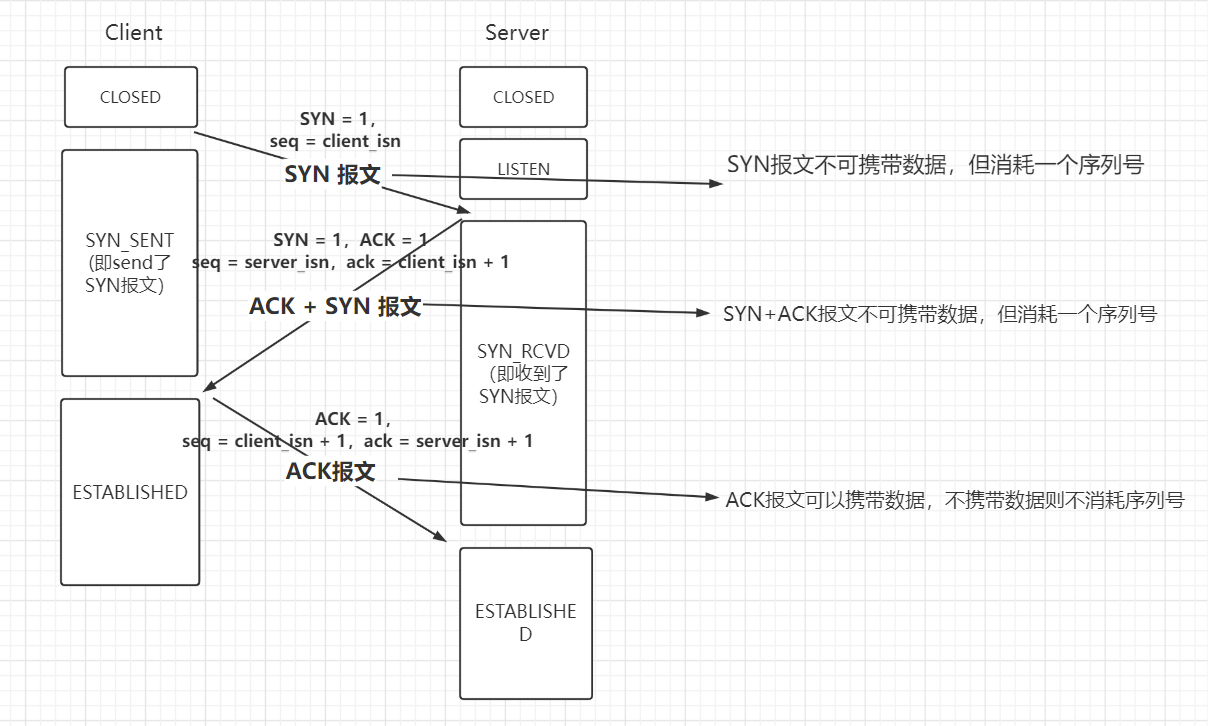 Client
Server
CLOSED
CLOSED
SYN = 1,
seq = client_isn
SYN 报文
LISTEN
SYN报文不可携带数据，但消耗一个序列号
SYN_SENT
(即send了
SYN报文）
SYN = 1，ACK = 1
seq = server_isn，ack = client_isn + 1
ACK + SYN 报文
SYN+ACK报文不可携带数据，但消耗一个序列号
SYN_RCVD
（即收到了
SYN报文）
ACK = 1,
seq = client_isn + 1，ack = server_isn + 1
ACK报文
ESTABLISHED
ACK报文可以携带数据，不携带数据则不消耗序列号
ESTABLISHE
D